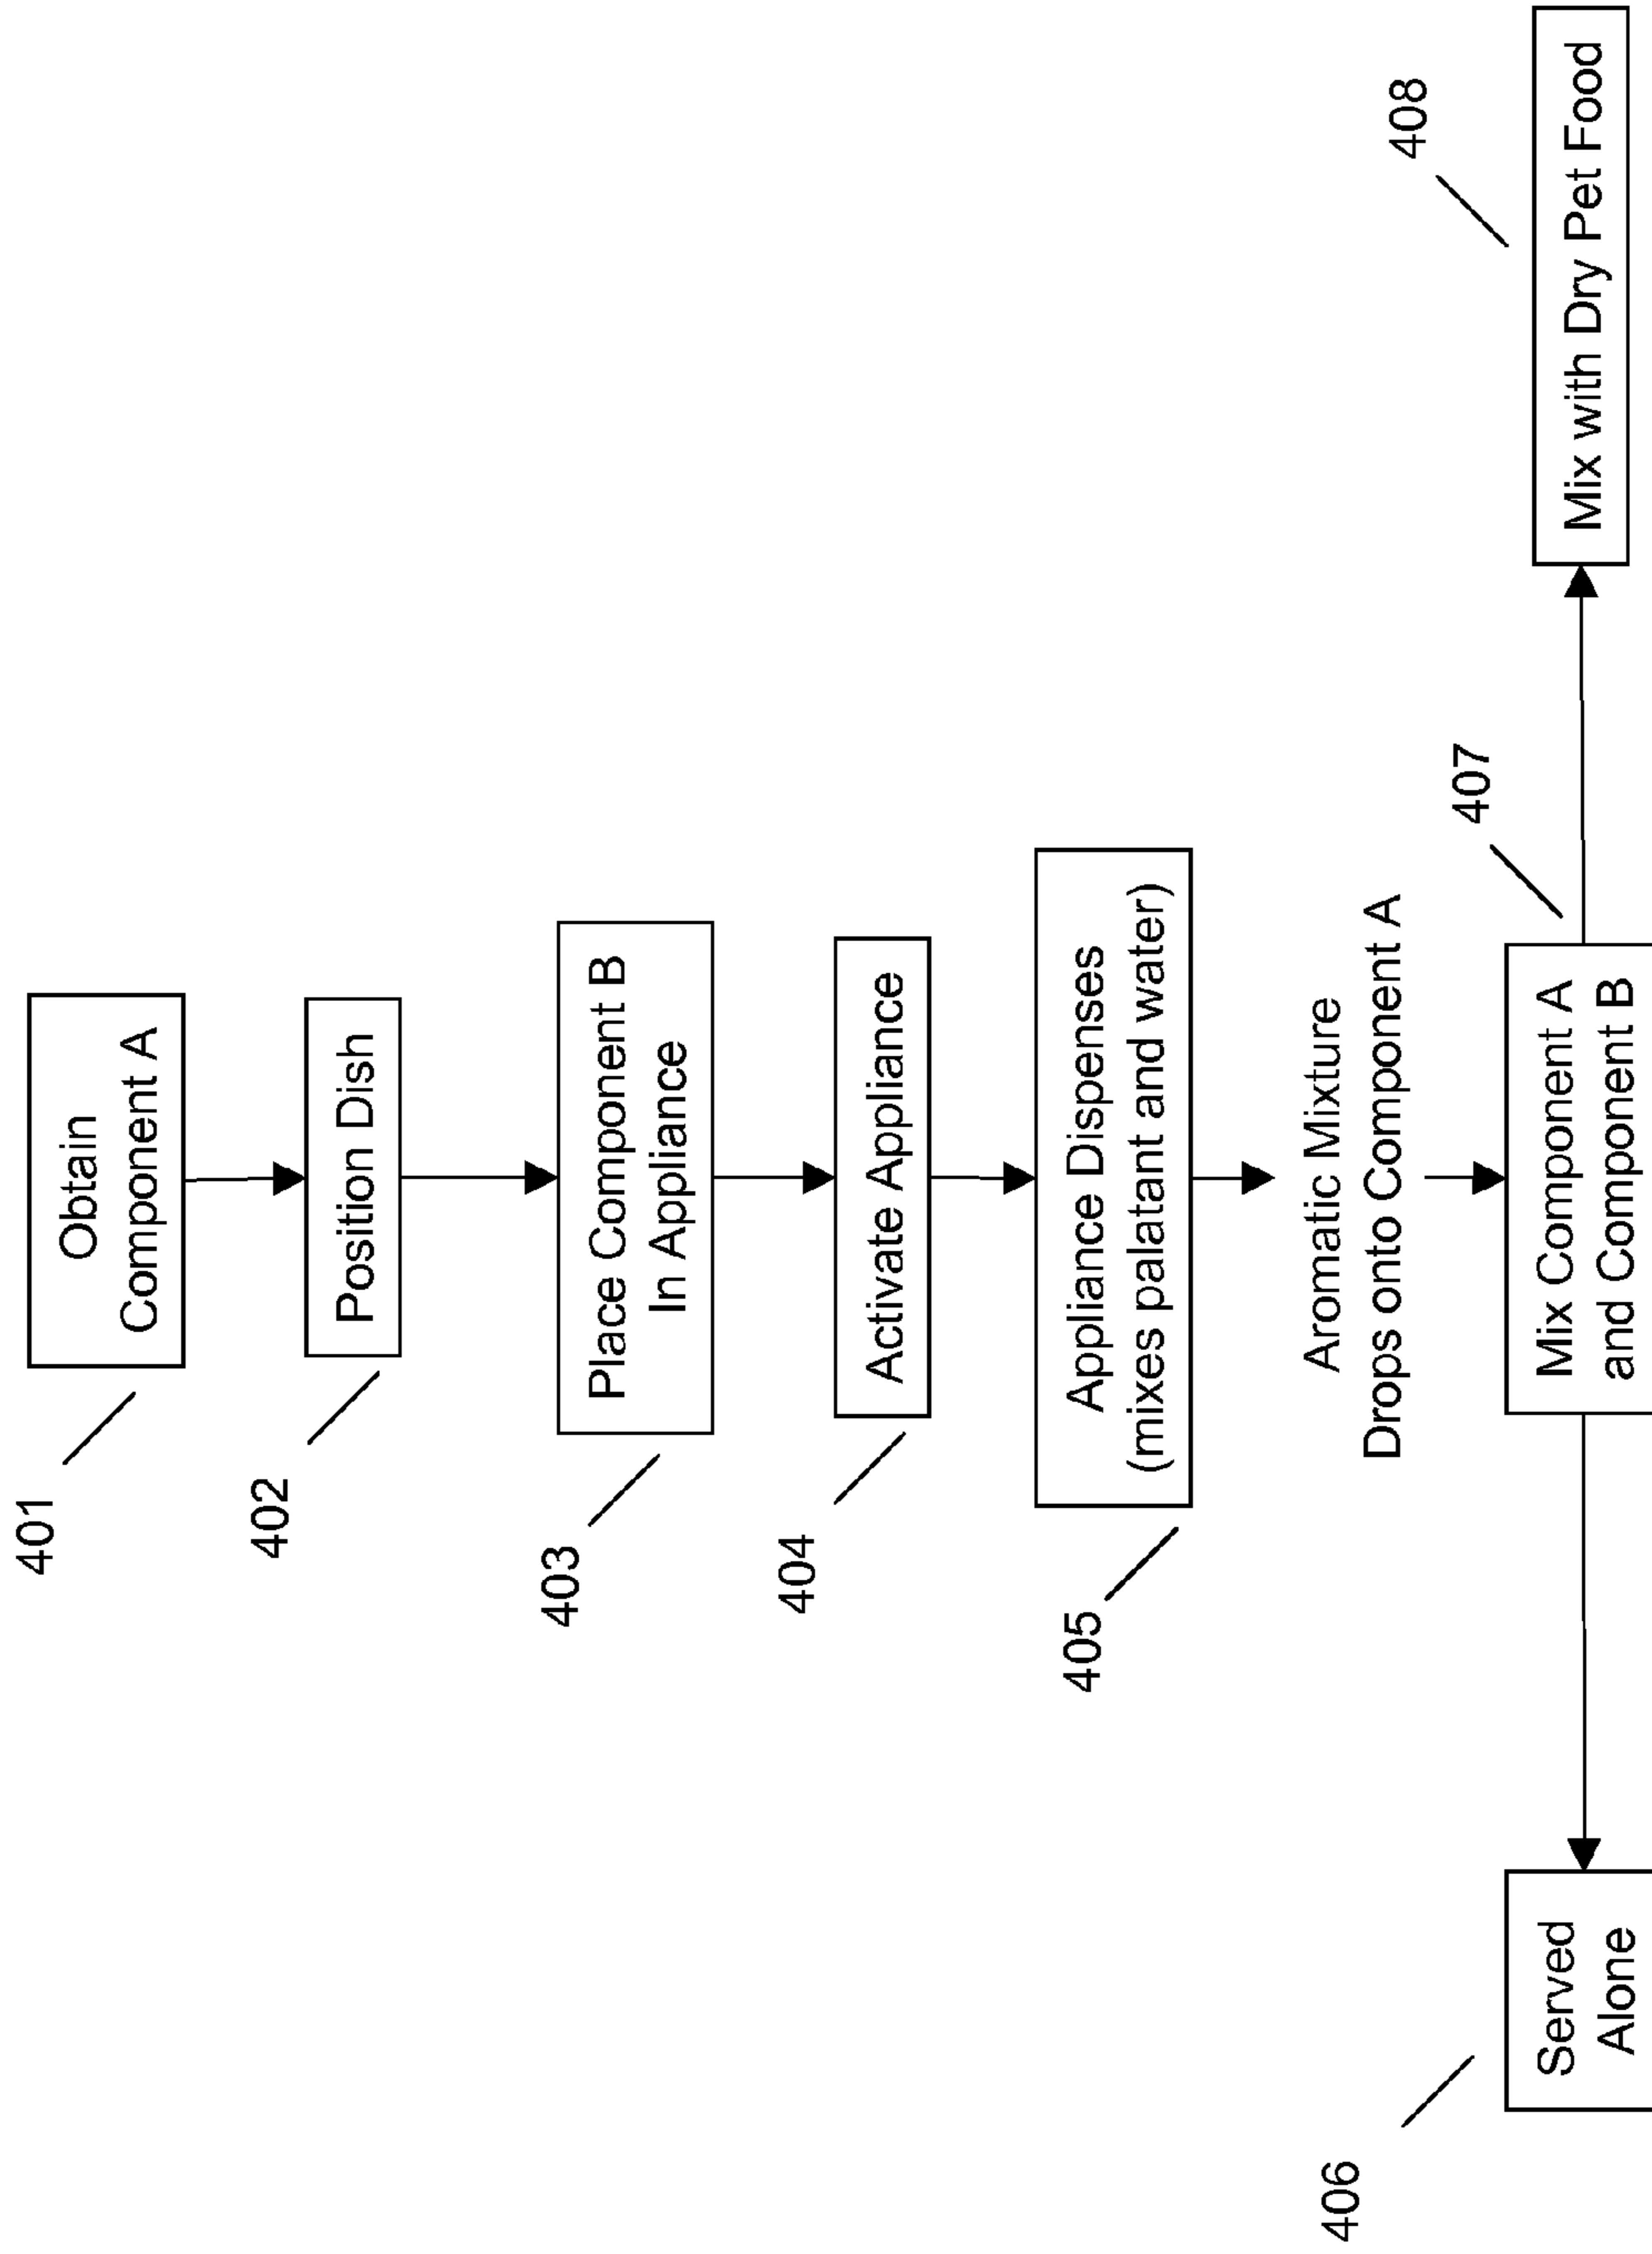 401
Obtain
Component A
402
Position Dish
403
Place Component B
In Appliance
404
Activate Appliance
405
Appliance Dispenses
(mixes palatant and water)
Aromatic Mixture
Drops onto Component A
406
Served
Alone
407
Mix Component A
and Component B
408
Mix with Dry Pet Food